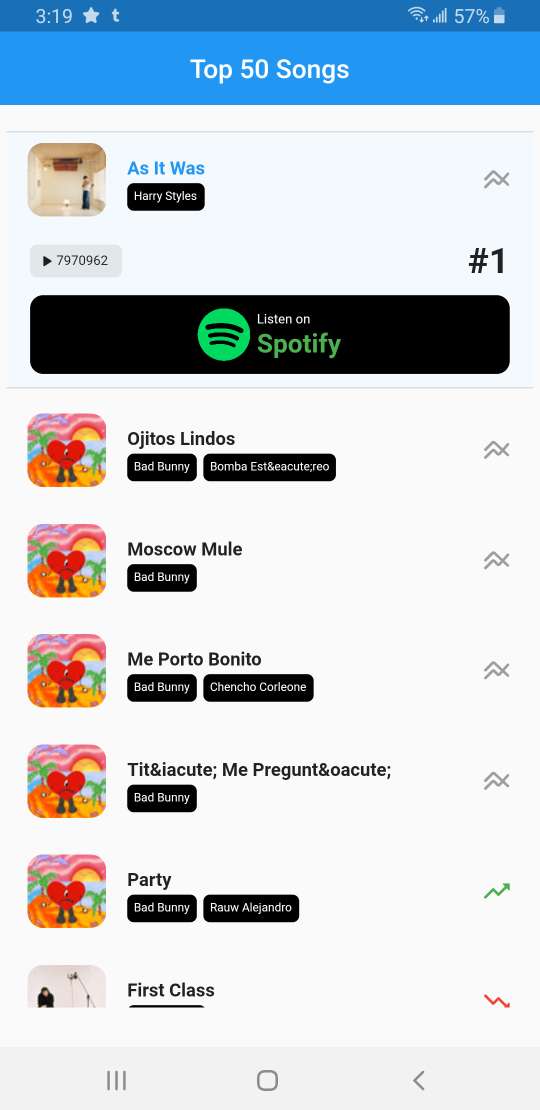 3:19 57%
Top 50 Songs
As It Was
Harry Styles
7970962
#1
Listen on
Spotify
Ojitos Lindos
Bad Bunny Bomba Est&eacute;reo
Moscow Mule
Bad Bunny
Me Porto Bonito
Bad Bunny Chencho Corleone
Tit&iacute; Me Pregunt&oacute;
Bad Bunny
Party
Bad Bunny Rauw Alejandro
First Class